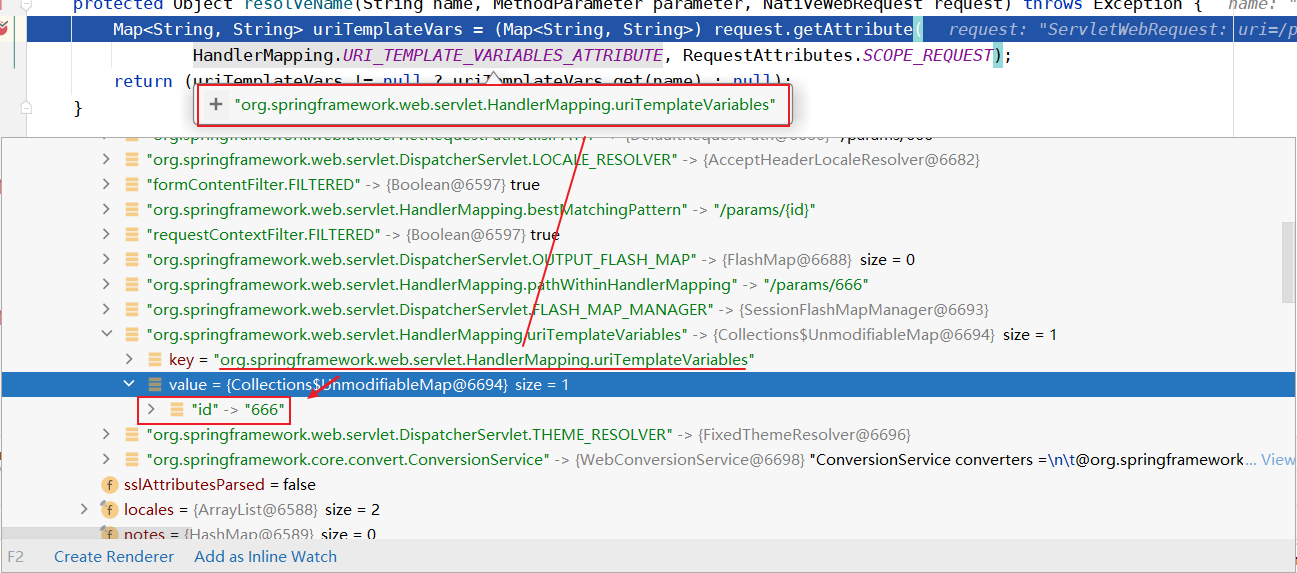 protected Object resolveName(String name, MethodParameter parameter, NativeWebRequest request) throws Exception {   name: "
Map<String, String> uriTemplateVars = (Map<String, String>) request.getAttribute(   request: "ServletWebRequest: uri=/p
HandlerMapping.URI_TEMPLATE_VARIABLES_ATTRIBUTE, RequestAttributes.SCOPE_REQUEST);
return (uriTemplateVars != null ? uriTemplateVars.get(name) : null);
+ "org.springframework.web.servlet.HandlerMapping.uriTemplateVariables"
}
"org.springframework.web.servlet.DispatcherServlet.LOCALE_RESOLVER" -> {AcceptHeaderLocaleResolver@6682}
"formContentFilter.FILTERED" -> {Boolean@6597} true
"org.springframework.web.servlet.HandlerMapping.bestMatchingPattern" -> "/params/{id}"
"requestContextFilter.FILTERED" -> {Boolean@6597} true
"org.springframework.web.servlet.DispatcherServlet.OUTPUT_FLASH_MAP" -> {FlashMap@6688} size = 0
"org.springframework.web.servlet.HandlerMapping.pathWithinHandlerMapping" -> "/params/666"
"org.springframework.web.servlet.DispatcherServlet.FLASH_MAP_MANAGER" -> {SessionFlashMapManager@6693}
"org.springframework.web.servlet.HandlerMapping.uriTemplateVariables" -> {Collections$UnmodifiableMap@6694} size = 1
key = "org.springframework.web.servlet.HandlerMapping.uriTemplateVariables"
value = {Collections$UnmodifiableMap@6694} size = 1
"id" -> "666"
"org.springframework.web.servlet.DispatcherServlet.THEME_RESOLVER" -> {FixedThemeResolver@6696}
"org.springframework.core.convert.ConversionService" -> {WebConversionService@6698} "ConversionService converters =\n\t@org.springframework... View
f sslAttributesParsed = false
f locales = {ArrayList@6588} size = 2
f notes = {HashMap@6589} size = 0
F2 Create Renderer Add as Inline Watch